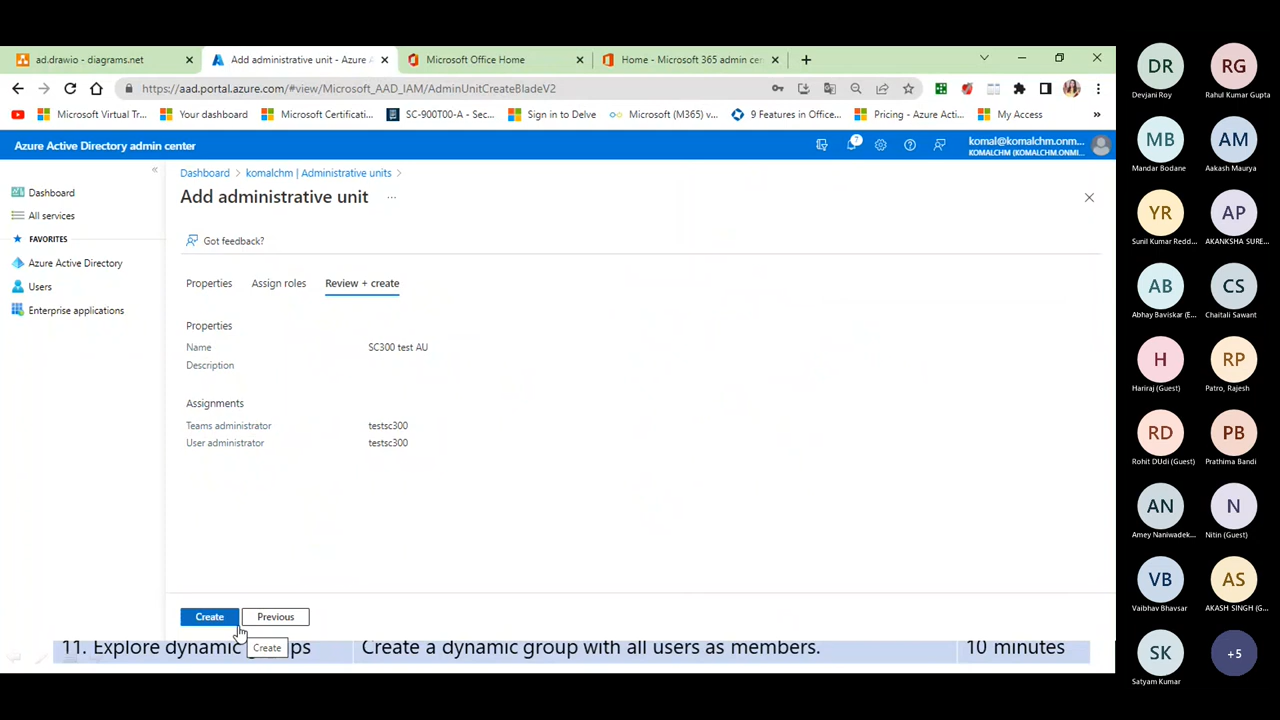 ad.drawio - diagrams.net
Add administrative unit - Azure A
Microsoft Office Home
Home - Microsoft 365 admin cen
https://aad.portal.azure.com/#view/Microsoft_AAD_IAM/AdminUnitCreateBladeV2
Microsoft Virtual Tr...
Your dashboard
Microsoft Certificati...
SC-900T00-A - Sec...
Sign in to Delve
Microsoft (M365) v...
9 Features in Office...
Pricing - Azure Acti...
My Access
Azure Active Directory admin center
7
komal@komalchm.onm...
KOMALCHM (KOMALCHM.ONMI...
Dashboard
All services
FAVORITES
Azure Active Directory
Users
Enterprise applications
Dashboard
komalchm | Administrative units
Add administrative unit
Got feedback?
Properties
Assign roles
Review + create
Properties
Name SC300 test AU
Description
Assignments
Teams administrator testsc300
User administrator testsc300
Create
Previous
Create
11. Explore dynamic
Create a dynamic group with all users as members.
10 minutes
DR
Devjani Roy
RG
Rahul Kumar Gupta
MB
Mandar Bodane
AM
Aakash Maurya
YR
Sunil Kumar Redd...
AP
AKANKSHA SURE...
AB
Abhay Baviskar (E...
CS
Chaitali Sawant
H
Hariraj (Guest)
RP
Patro, Rajesh
RD
Rohit DUdi (Guest)
PB
Prathima Bandi
AN
Amey Naniwadek...
N
Nitin (Guest)
VB
Vaibhav Bhavsar
AS
AKASH SINGH (G...
SK
Satyam Kumar
+5